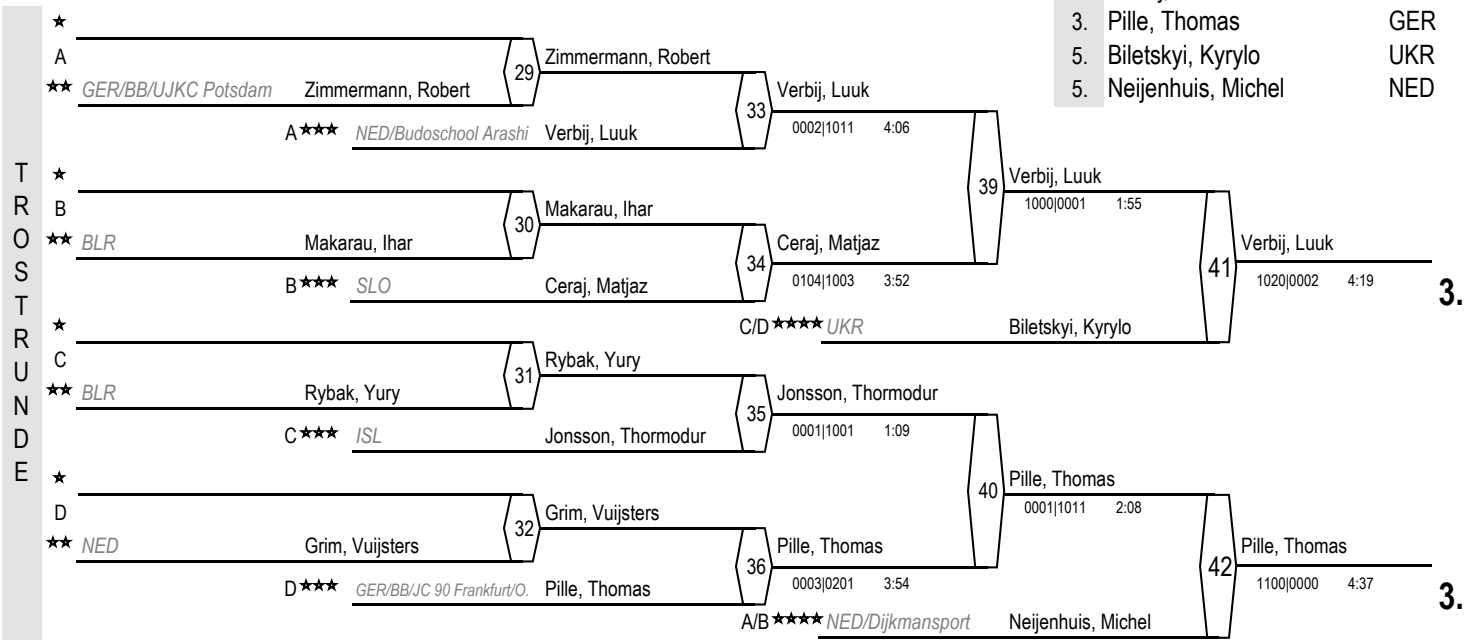 3. Pille, Thomas GER
5. Biletskyi, Kyrylo UKR
5. Neijenhuis, Michel NED
TROSTRUNDE
A
29 Zimmermann, Robert
GER/BB/UJKC Potsdam Zimmermann, Robert
33 Verbij, Luuk
0002|1011 4:06
A NED/Budoschool Arashi Verbij, Luuk
39 Verbij, Luuk
1000|0001 1:55
B
30 Makarau, Ihar
BLR Makarau, Ihar
34 Ceraj, Matjaz
0104|1003 3:52
B SLO Ceraj, Matjaz
41 Verbij, Luuk
1020|0002 4:19
3.
C/D UKR Biletskyi, Kyrylo
C
31 Rybak, Yury
BLR Rybak, Yury
35 Jonsson, Thormodur
0001|1001 1:09
C ISL Jonsson, Thormodur
40 Pille, Thomas
0001|1011 2:08
D
32 Grim, Vuijsters
NED Grim, Vuijsters
36 Pille, Thomas
0003|0201 3:54
D GER/BB/JC 90 Frankfurt/O. Pille, Thomas
42 Pille, Thomas
1100|0000 4:37
3.
A/B NED/Dijkmansport Neijenhuis, Michel